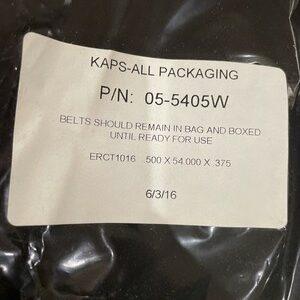 KAPS-ALL PACKAGING
P/N: 05-5405W
BELTS SHOULD REMAIN IN BAG AND BOXED
UNTIL READY FOR USE
ERCT1016 .500 X 54.000 X .375
6/3/16